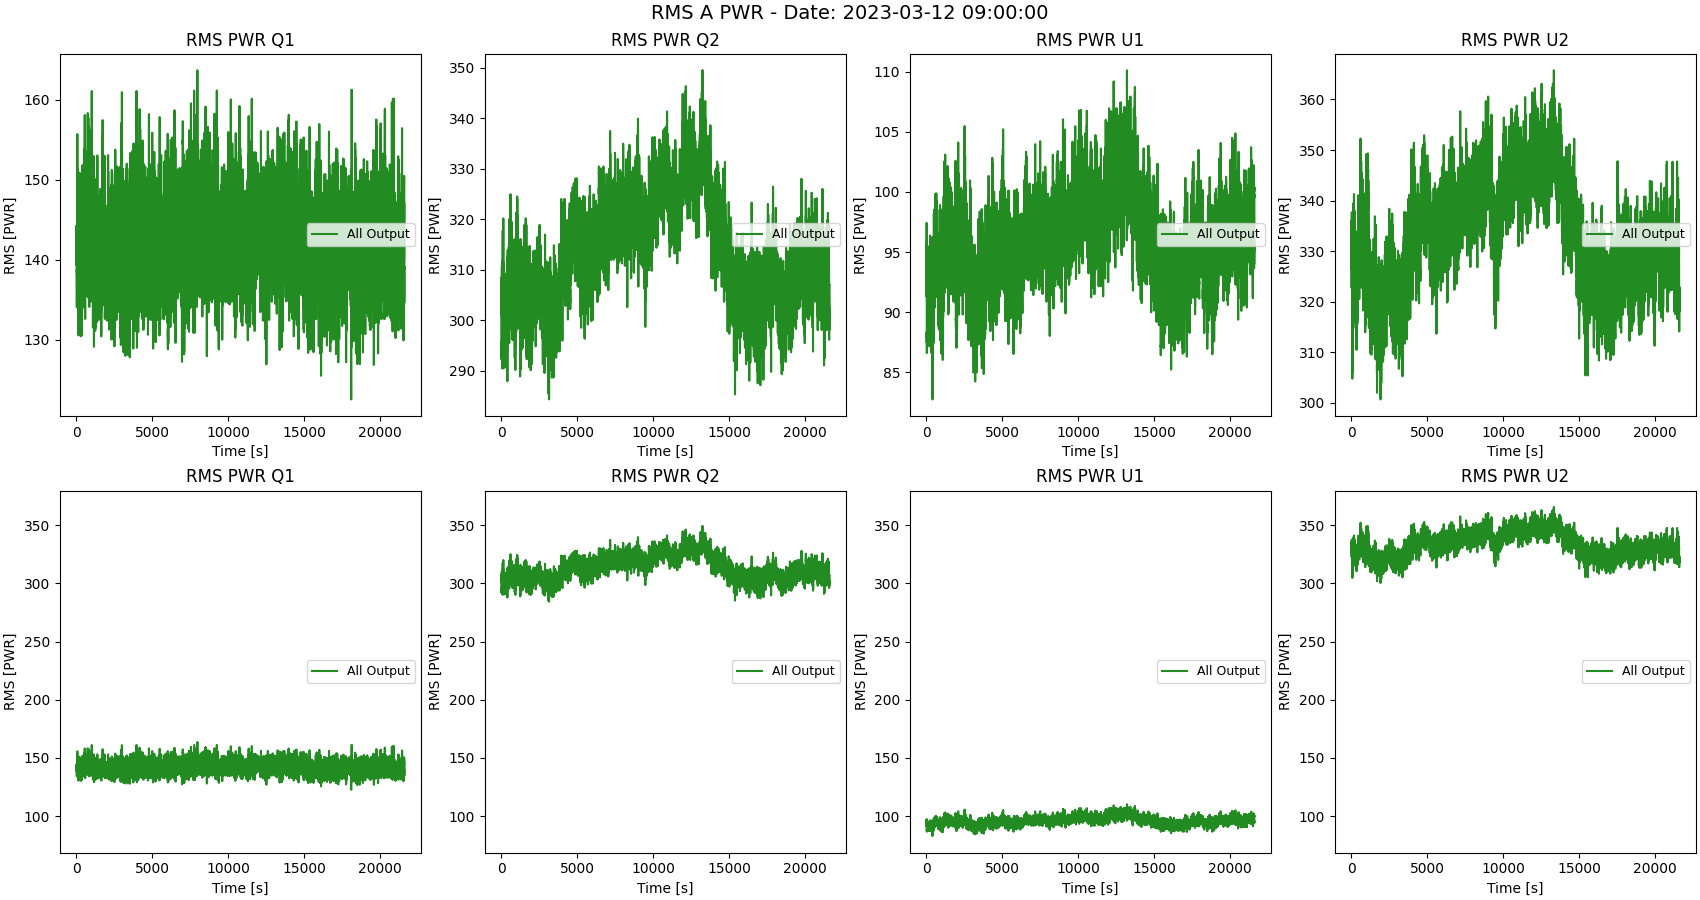 RMS A PWR - Date: 2023-03-12 09:00:00
RMS PWR Q1
RMS [PWR]
160
150
140
130
All Output
0 5000 10000 15000 20000
Time [s]
RMS PWR Q2
RMS [PWR]
350
340
330
320
310
300
290
All Output
0 5000 10000 15000 20000
Time [s]
RMS PWR U1
RMS [PWR]
110
105
100
95
90
85
All Output
0 5000 10000 15000 20000
Time [s]
RMS PWR U2
RMS [PWR]
360
350
340
330
320
310
300
All Output
0 5000 10000 15000 20000
Time [s]
RMS PWR Q1
RMS [PWR]
350
300
250
200
150
100
All Output
0 5000 10000 15000 20000
Time [s]
RMS PWR Q2
RMS [PWR]
350
300
250
200
150
100
All Output
0 5000 10000 15000 20000
Time [s]
RMS PWR U1
RMS [PWR]
350
300
250
200
150
100
All Output
0 5000 10000 15000 20000
Time [s]
RMS PWR U2
RMS [PWR]
350
300
250
200
150
100
All Output
0 5000 10000 15000 20000
Time [s]